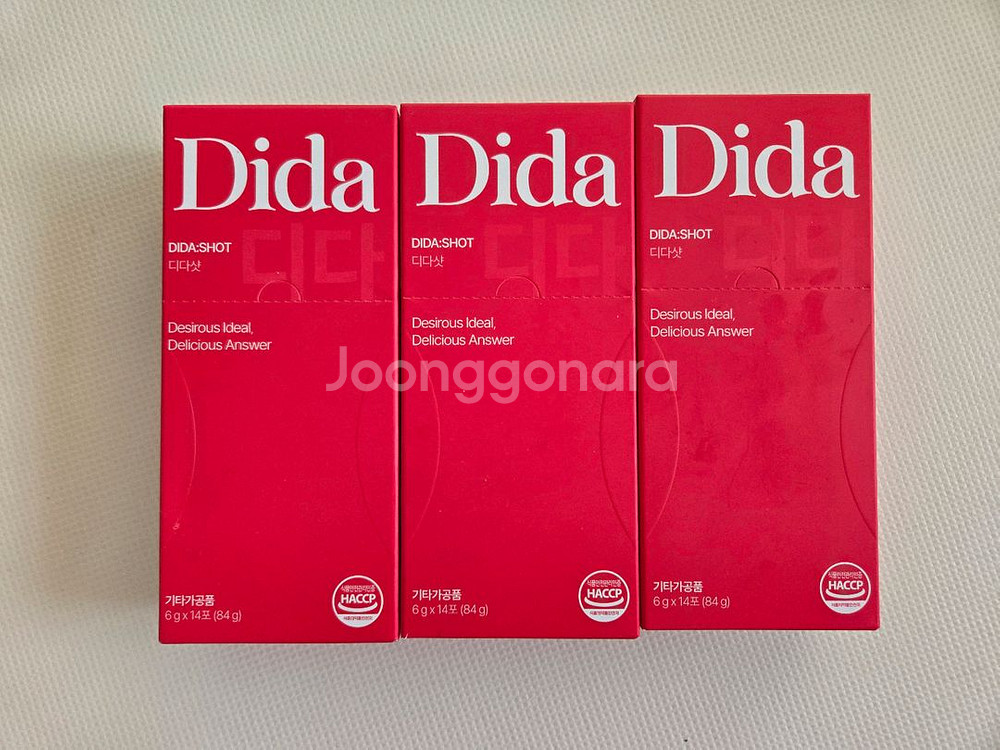 Dida
디다
DIDA:SHOT
디다샷
Desirous Ideal,
Delicious Answer
기타가공품
6 g x 14포 (84 g)
식품안전관리인증
HACCP
식품의약품안전처
Dida
디다
DIDA:SHOT
디다샷
Desirous Ideal,
Delicious Answer
기타가공품
6 g x 14포 (84 g)
식품안전관리인증
HACCP
식품의약품안전처
Dida
디다
DIDA:SHOT
디다샷
Desirous Ideal,
Delicious Answer
기타가공품
6 g x 14포 (84 g)
식품안전관리인증
HACCP
식품의약품안전처
Joonggonara